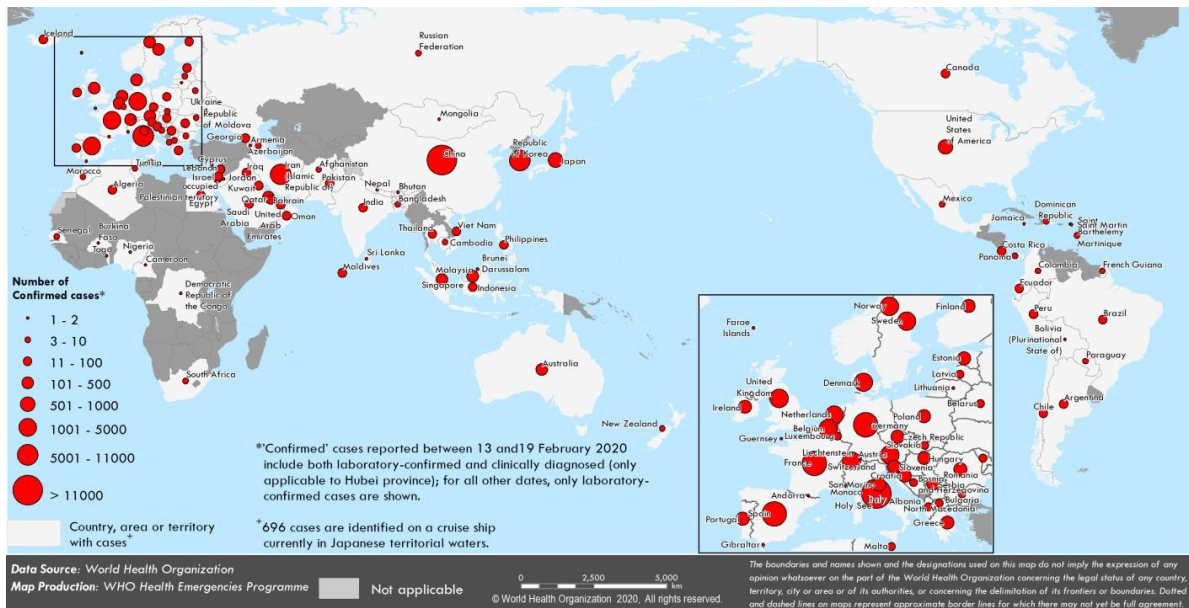 Iceland
Russian
Federation
Canada
Ukraine
Republic
of Moldova
Georgia
Armenia
Azerbaijan
Mongolia
United States
of America
China
Republic
of Korea
Japan
Cyprus
Lebanon
Israel
occupied
Palestinian territory
Tunisia
Morocco
Algeria
Egypt
Jordan
Iraq
Kuwait
Iran
(Islamic
Republic of)
Afghanistan
Pakistan
Qatar
Bahrain
Saudi
Arabia
United
Arab
Emirates
Oman
Nepal
Bhutan
India
Bangladesh
Mexico
Dominican
Republic
Jamaica
Saint Martin
Saint
Barthelemy
Martinique
Senegal
Burkina
Faso
Togo
Nigeria
Cameroon
Thailand
Viet Nam
Cambodia
Philippines
Sri Lanka
Maldives
Malaysia
Brunei
Darussalam
Singapore
Indonesia
Costa Rica
Panama
Colombia
French Guiana
Ecuador
Democratic
Republic of
the Congo
Peru
Brazil
Bolivia
(Plurinational
State of)
Paraguay
Chile
Argentina
South Africa
Australia
New Zealand
Number of
Confirmed cases*
1 - 2
3 - 10
11 - 100
101 - 500
501 - 1000
1001 - 5000
5001 - 11000
> 11000
Country, area or territory
with cases+
*'Confirmed' cases reported between 13 and19 February 2020
include both laboratory-confirmed and clinically diagnosed (only
applicable to Hubei province); for all other dates, only laboratory-
confirmed cases are shown.
+696 cases are identified on a cruise ship
currently in Japanese territorial waters.
Norway
Finland
Sweden
Faroe
Islands
Estonia
Latvia
Lithuania
Denmark
United
Kingdom
Ireland
Belarus
Netherlands
Poland
Belgium
Germany
Luxembourg
Czech Republic
Guernsey
Slovakia
Liechtenstein
Austria
Hungary
France
Switzerland
Slovenia
Romania
Croatia
San Marino
Bosnia
and Herzegovina
Serbia
Monaco
Italy
Bulgaria
Andorra
Holy See
Albania
North Macedonia
Portugal
Spain
Greece
Gibraltar
Malta
Data Source: World Health Organization
Map Production: WHO Health Emergencies Programme
Not applicable
0 2,500 5,000
km
© World Health Organization 2020, All rights reserved.
The boundaries and names shown and the designations used on this map do not imply the expression of any
opinion whatsoever on the part of the World Health Organization concerning the legal status of any country,
territory, city or area or of its authorities, or concerning the delimitation of its frontiers or boundaries. Dotted
and dashed lines on maps represent approximate border lines for which there may not yet be full agreement.